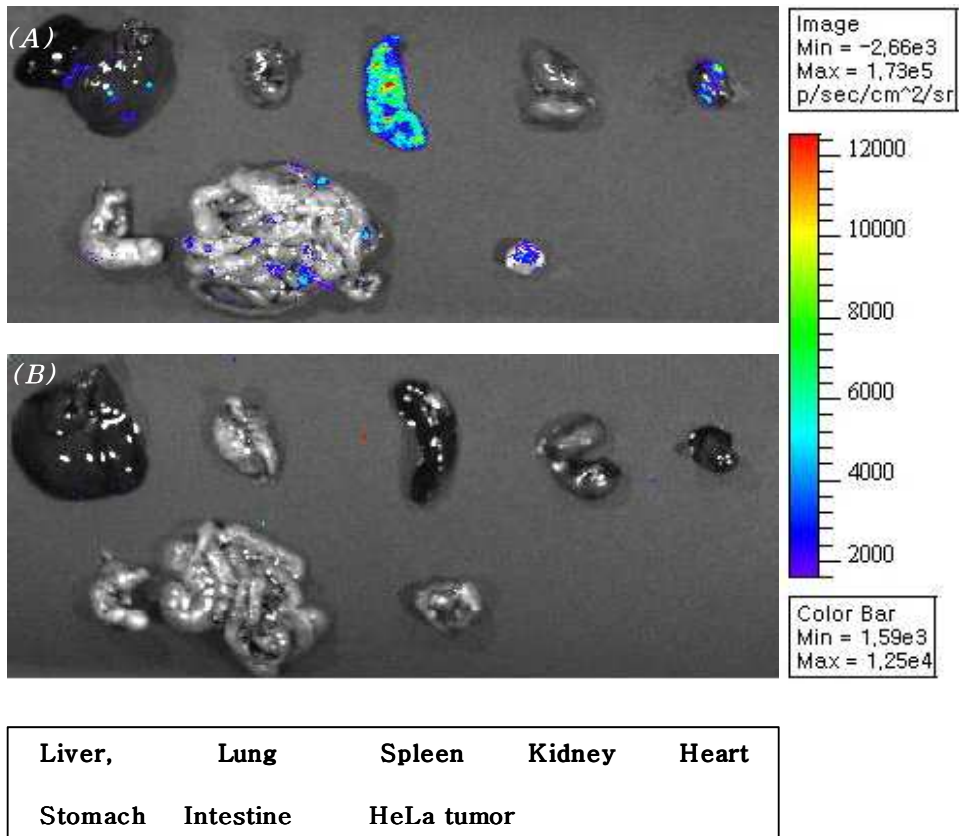 (A)
Image
Min = -2,66e3
Max = 1,73e5
p/sec/cm^2/sr
12000
10000
8000
6000
4000
2000
(B)
Color Bar
Min = 1,59e3
Max = 1,25e4
Liver, Lung Spleen Kidney Heart
Stomach Intestine HeLa tumor